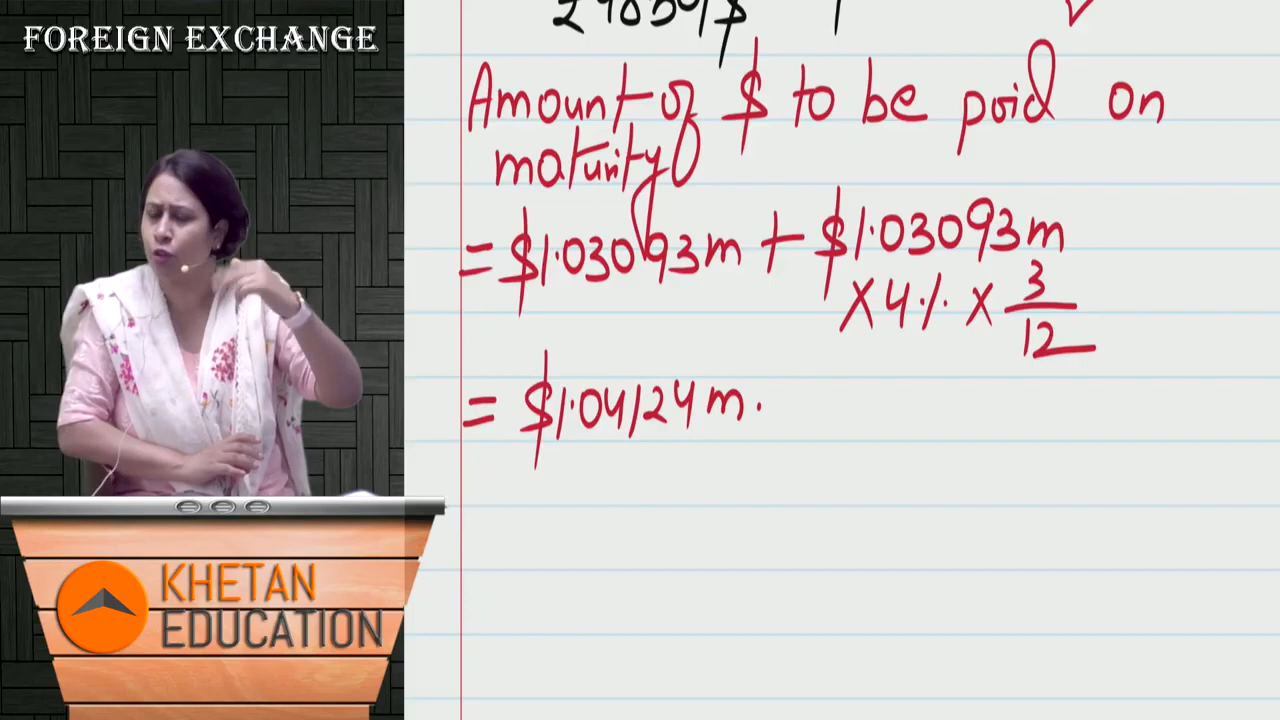 FOREIGN EXCHANGE
Amount of $ to be paid on
maturity
= $1.03093m + $1.03093m
X 4% X 3/12
= $1.04124m.
KHETAN
EDUCATION